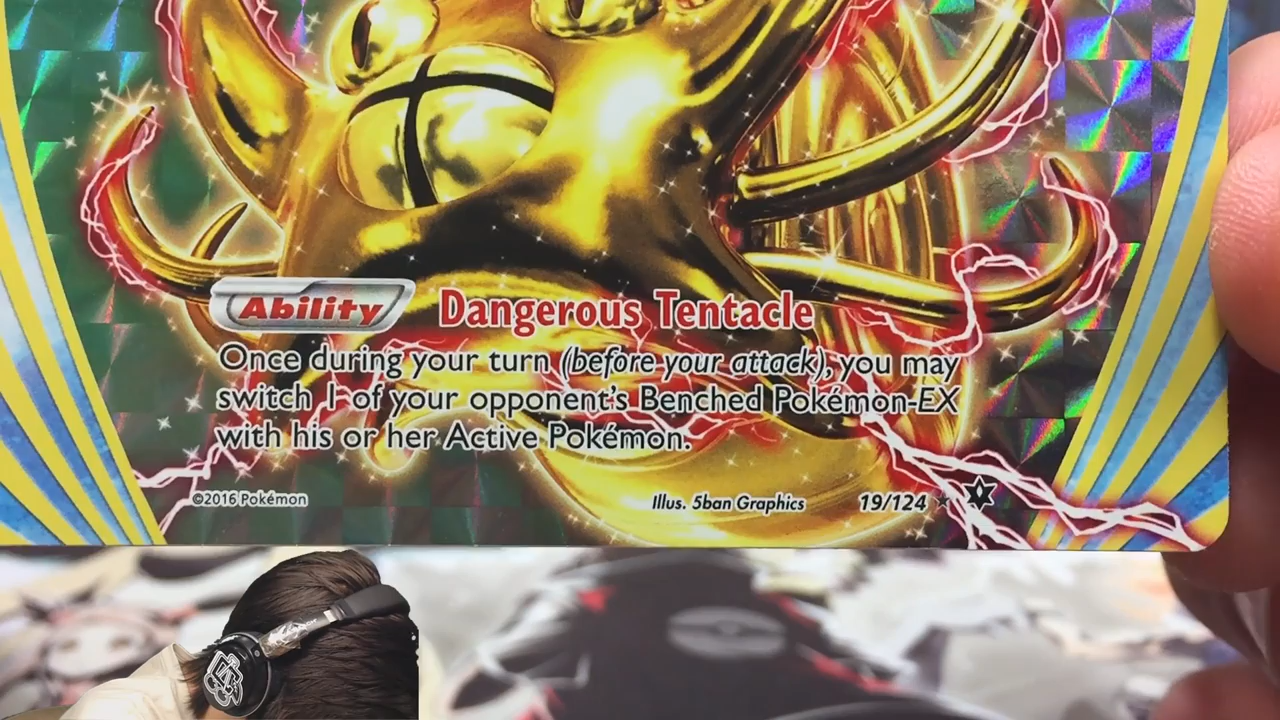 Ability Dangerous Tentacle
Once during your turn (before your attack), you may
switch 1 of your opponent's Benched Pokémon-EX
with his or her Active Pokémon.
©2016 Pokémon Illus. 5ban Graphics 19/124